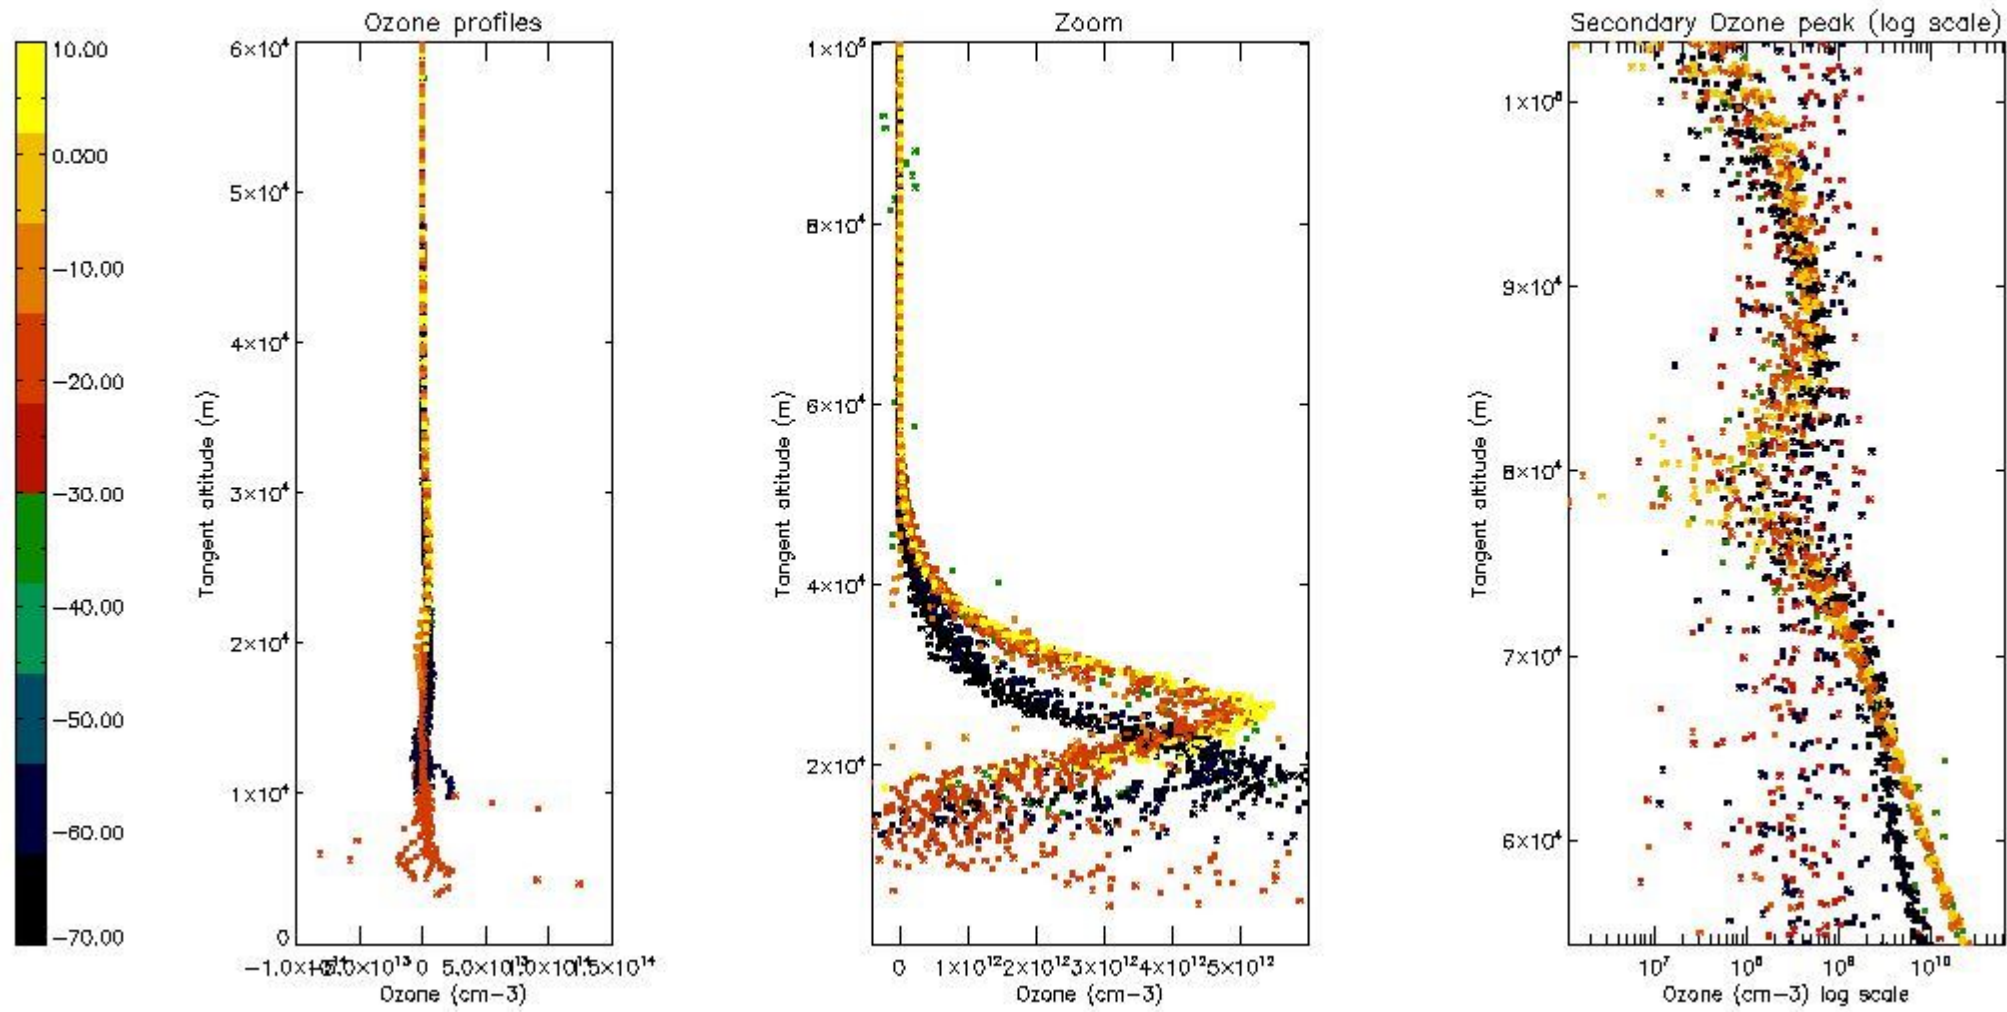 Ozone profiles
Zoom
Secondary Ozone peak (log scale)
10.00
0.000
−10.00
−20.00
−30.00
−40.00
−50.00
−60.00
−70.00
6×10⁴
5×10⁴
4×10⁴
3×10⁴
2×10⁴
1×10⁴
0
Tangent altitude (m)
0
Ozone (cm−3)
1×10⁵
8×10⁴
6×10⁴
4×10⁴
2×10⁴
Tangent altitude (m)
0 1×10¹² 2×10¹² 3×10¹² 4×10¹² 5×10¹²
Ozone (cm−3)
9×10⁴
8×10⁴
7×10⁴
6×10⁴
Tangent altitude (m)
10⁷ 10⁸ 10⁹ 10¹⁰
Ozone (cm−3) log scale